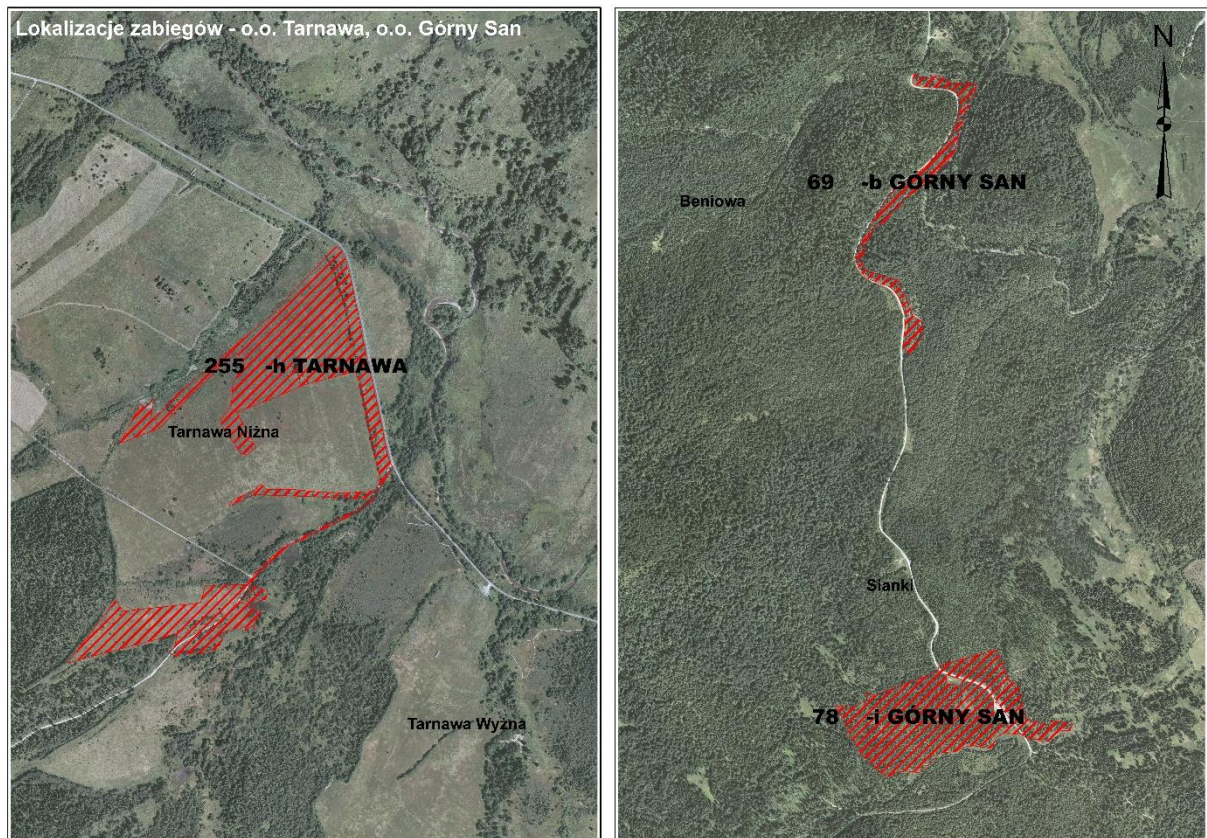 Lokalizacje zabiegów - o.o. Tarnawa, o.o. Górny San
255 -h TARNAWA
Tarnawa Niżna
Tarnawa Wyżna
N
69 -b GÓRNY SAN
Beniowa
Sianki
78 -i GÓRNY SAN